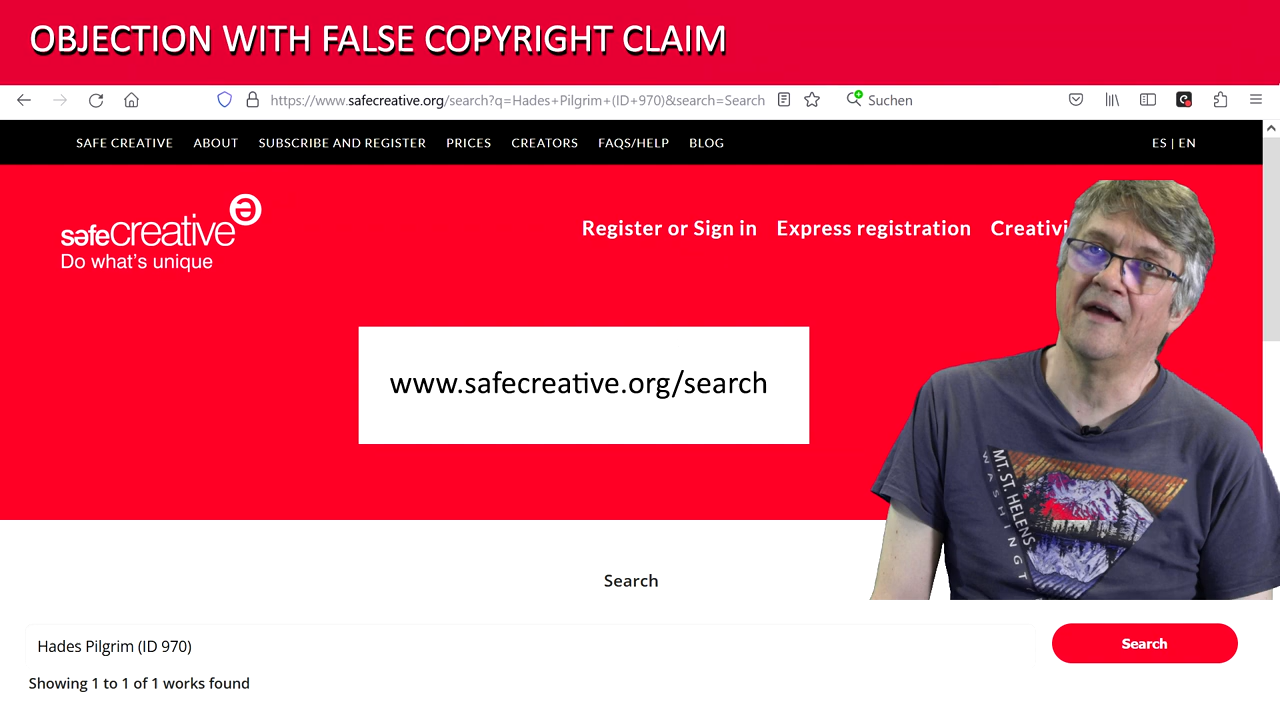 OBJECTION WITH FALSE COPYRIGHT CLAIM
https://www.safecreative.org/search?q=Hades+Pilgrim+(ID+970)&search=Search
Suchen
SAFE CREATIVE ABOUT SUBSCRIBE AND REGISTER PRICES CREATORS FAQS/HELP BLOG ES | EN
safecreative
Do what's unique
Register or Sign in Express registration Creativi
www.safecreative.org/search
MT. ST. HELENS
WASHINGT
Search
Hades Pilgrim (ID 970)
Search
Showing 1 to 1 of 1 works found